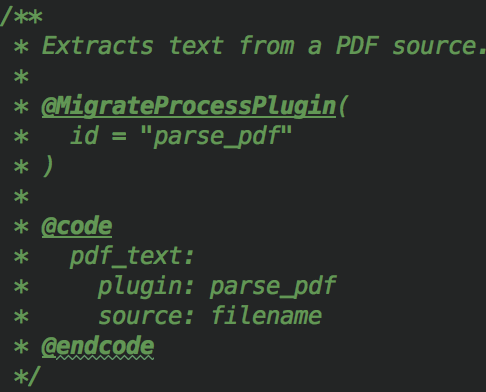 /**
 * Extracts text from a PDF source.
 *
 * @MigrateProcessPlugin(
 *   id = "parse_pdf"
 * )
 *
 * @code
 *   pdf_text:
 *     plugin: parse_pdf
 *     source: filename
 * @endcode
 */